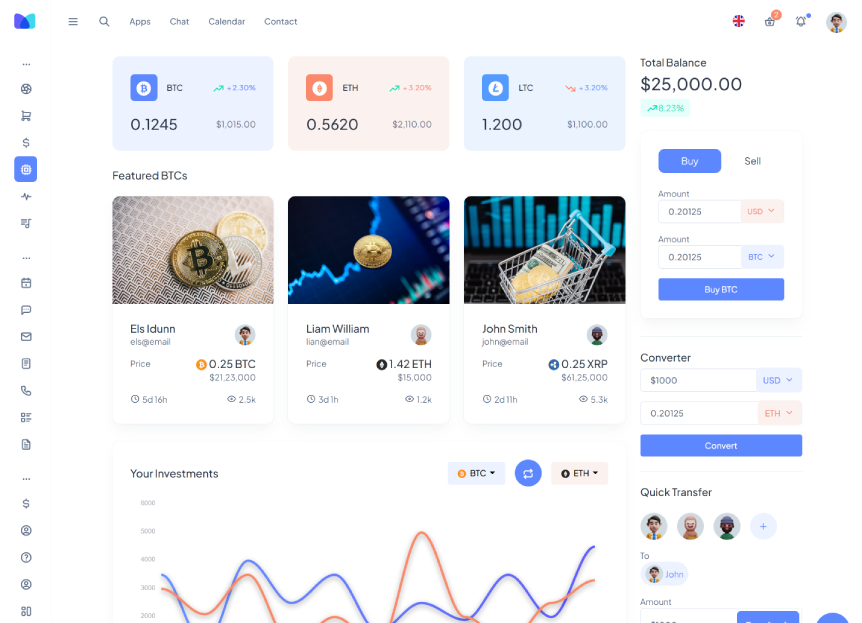 Apps Chat Calendar Contact
2
BTC +2.30%
0.1245 $1,015.00
ETH +3.20%
0.5620 $2,110.00
LTC +3.20%
1.200 $1,100.00
Total Balance
$25,000.00
8.23%
Buy Sell
Amount
0.20125 USD
Amount
0.20125 BTC
Buy BTC
Featured BTCs
Els Idunn
els@email
Price 0.25 BTC
$21,23,000
5d 16h 2.5k
Liam William
lian@email
Price 1.42 ETH
$15,000
3d 1h 1.2k
John Smith
john@email
Price 0.25 XRP
$61,25,000
2d 11h 5.3k
Converter
$1000 USD
0.20125 ETH
Convert
Your Investments BTC ETH
6000
5000
4000
3000
2000
Quick Transfer
+
To
John
Amount